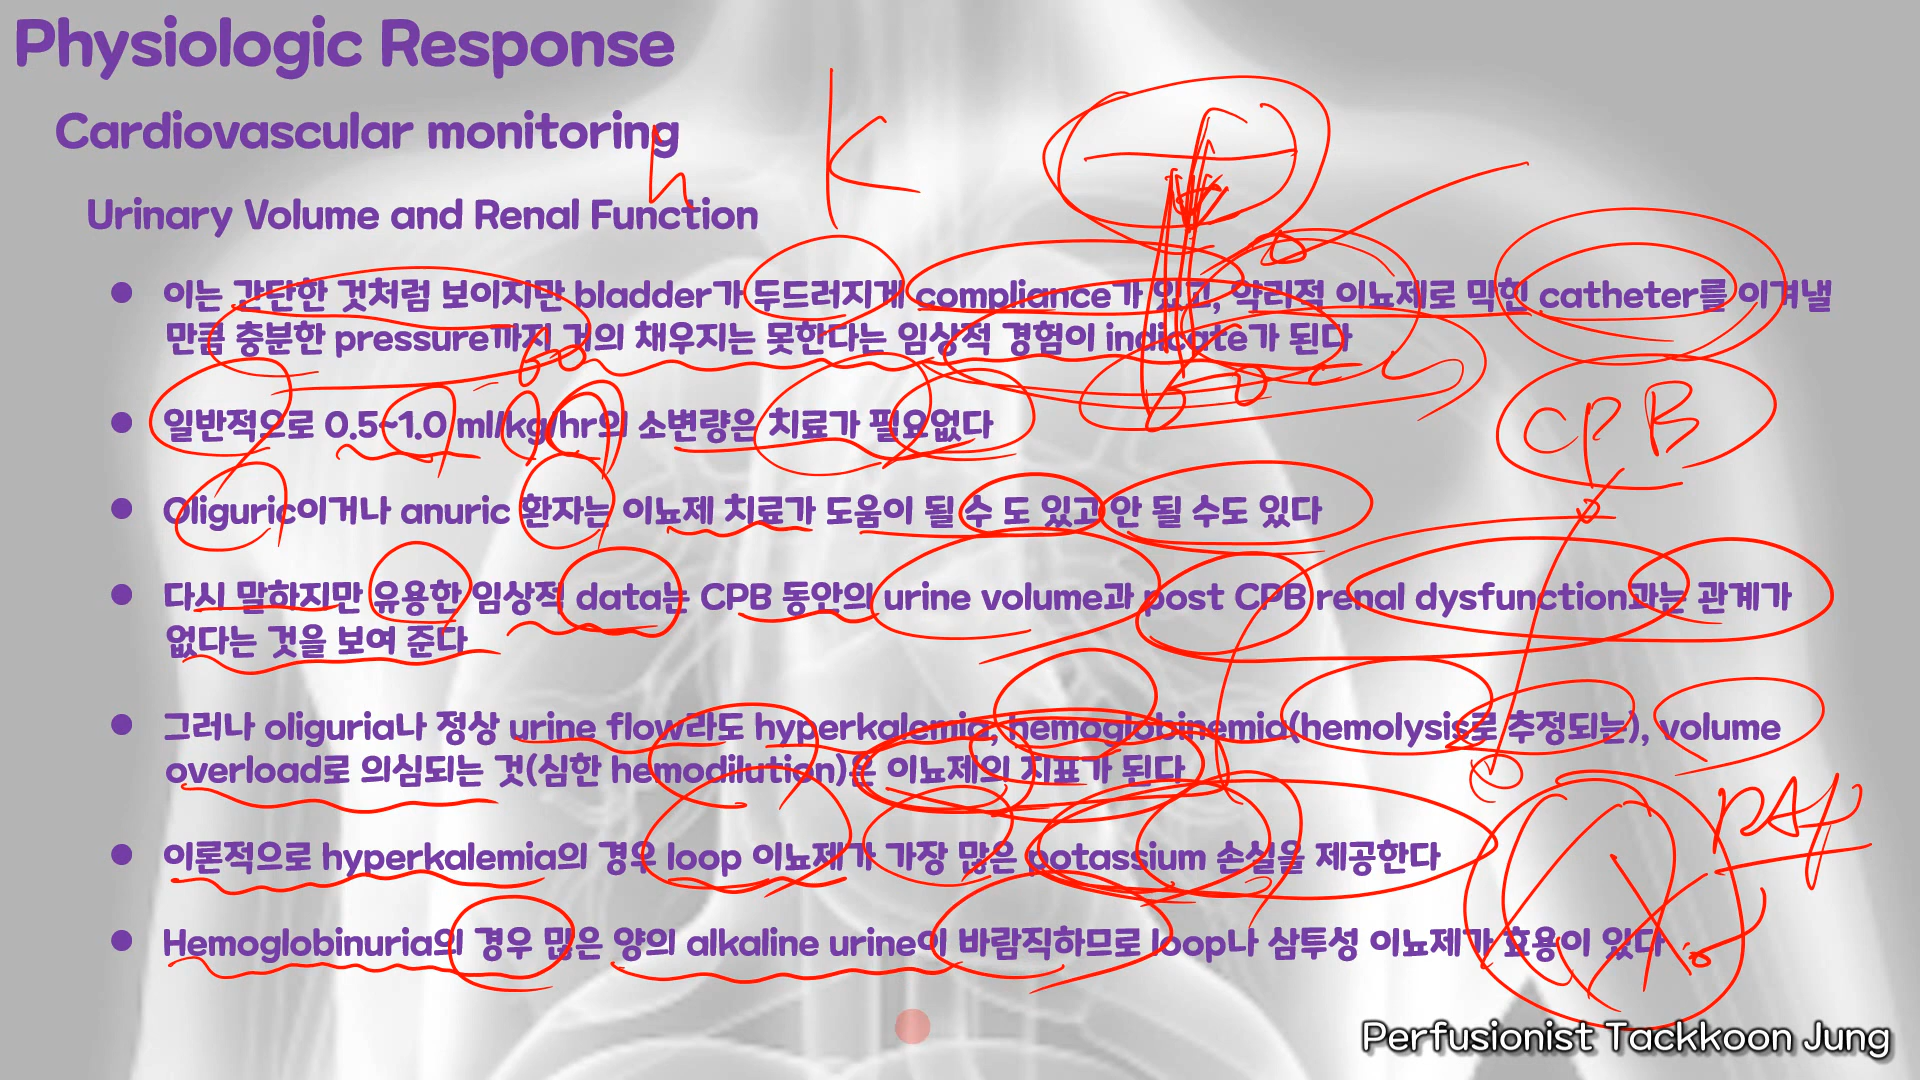 Physiologic Response
Cardiovascular monitoring
h
K
Urinary Volume and Renal Function
● 이는 간단한 것처럼 보이지만 bladder가 두드러지게 compliance가 있고, 약리적 이뇨제로 막힌 catheter를 이겨낼
만큼 충분한 pressure까지 거의 채우지는 못한다는 임상적 경험이 indicate가 된다
● 일반적으로 0.5~1.0 ml/kg/hr의 소변량은 치료가 필요없다
CPB
● Oliguric이거나 anuric 환자는 이뇨제 치료가 도움이 될 수 도 있고 안 될 수도 있다
● 다시 말하지만 유용한 임상적 data는 CPB 동안의 urine volume과 post CPB renal dysfunction과는 관계가
없다는 것을 보여 준다
● 그러나 oliguria나 정상 urine flow라도 hyperkalemia, hemoglobinemia(hemolysis로 추정되는), volume
overload로 의심되는 것(심한 hemodilution)은 이뇨제의 지표가 된다
PAP
● 이론적으로 hyperkalemia의 경우 loop 이뇨제가 가장 많은 potassium 손실을 제공한다
● Hemoglobinuria의 경우 많은 양의 alkaline urine이 바람직하므로 loop나 삼투성 이뇨제가 효용이 있다
Perfusionist Tackkoon Jung